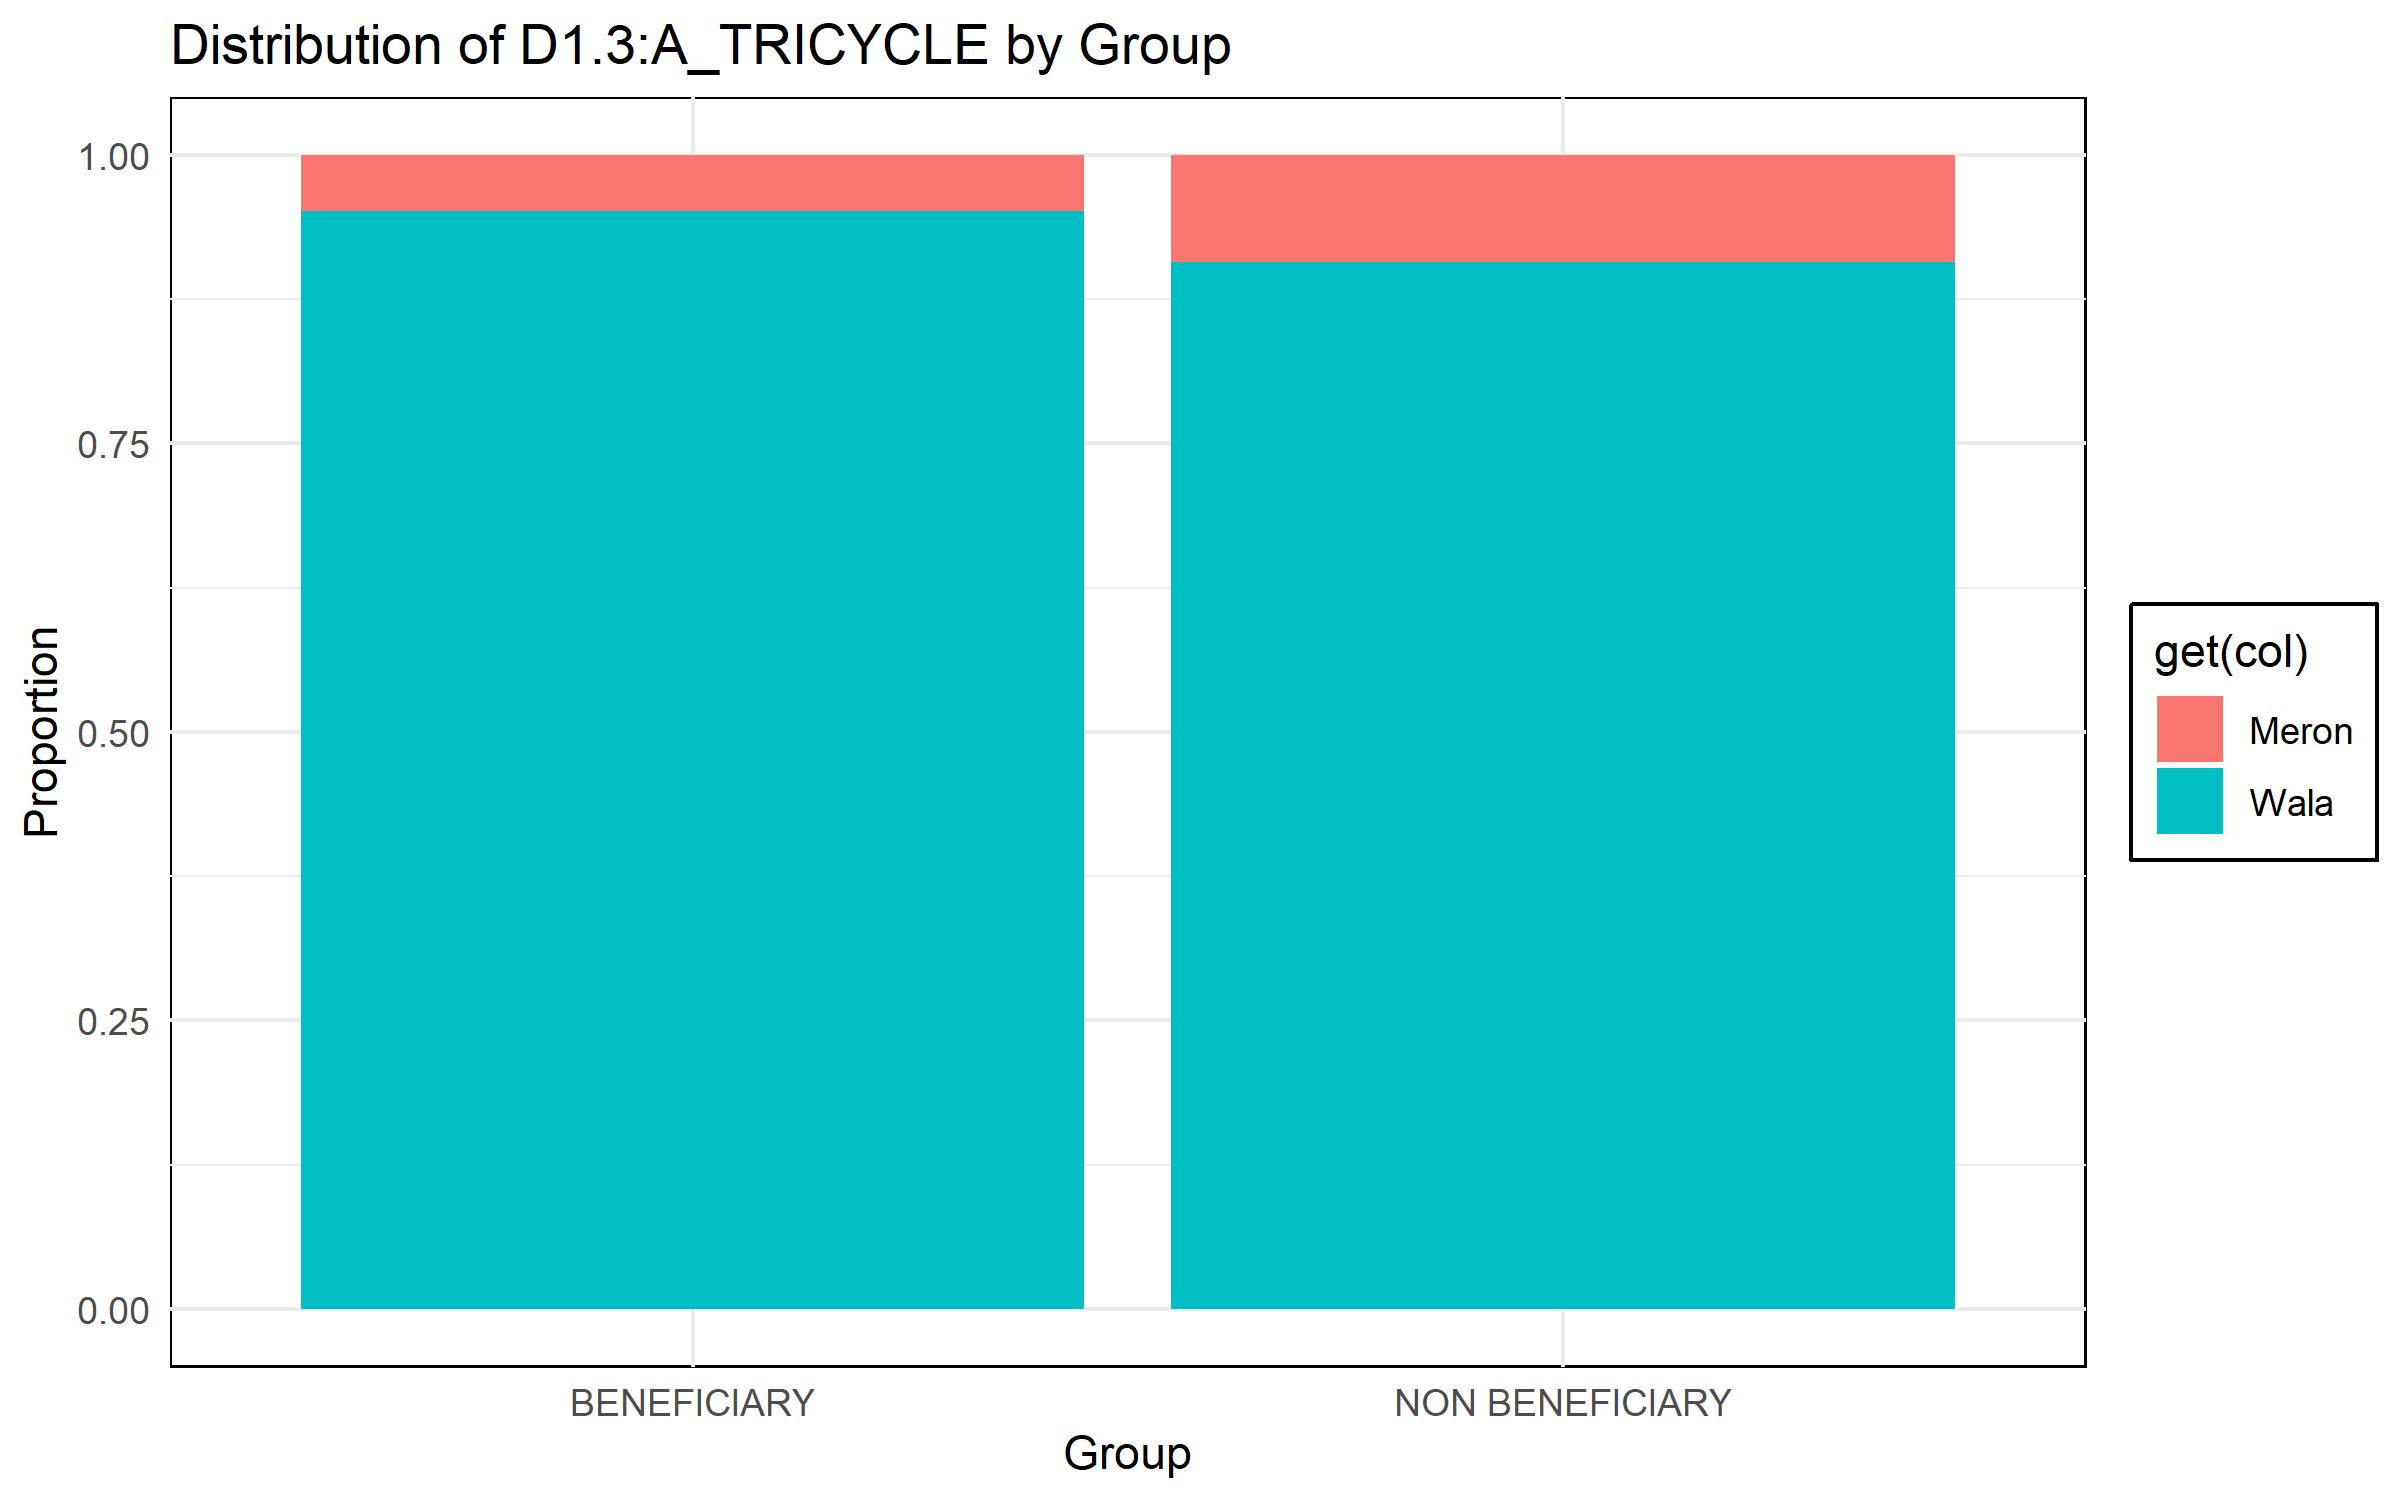 Distribution of D1.3:A_TRICYCLE by Group
Proportion
1.00
0.75
0.50
0.25
0.00
BENEFICIARY
NON BENEFICIARY
Group
get(col)
Meron
Wala